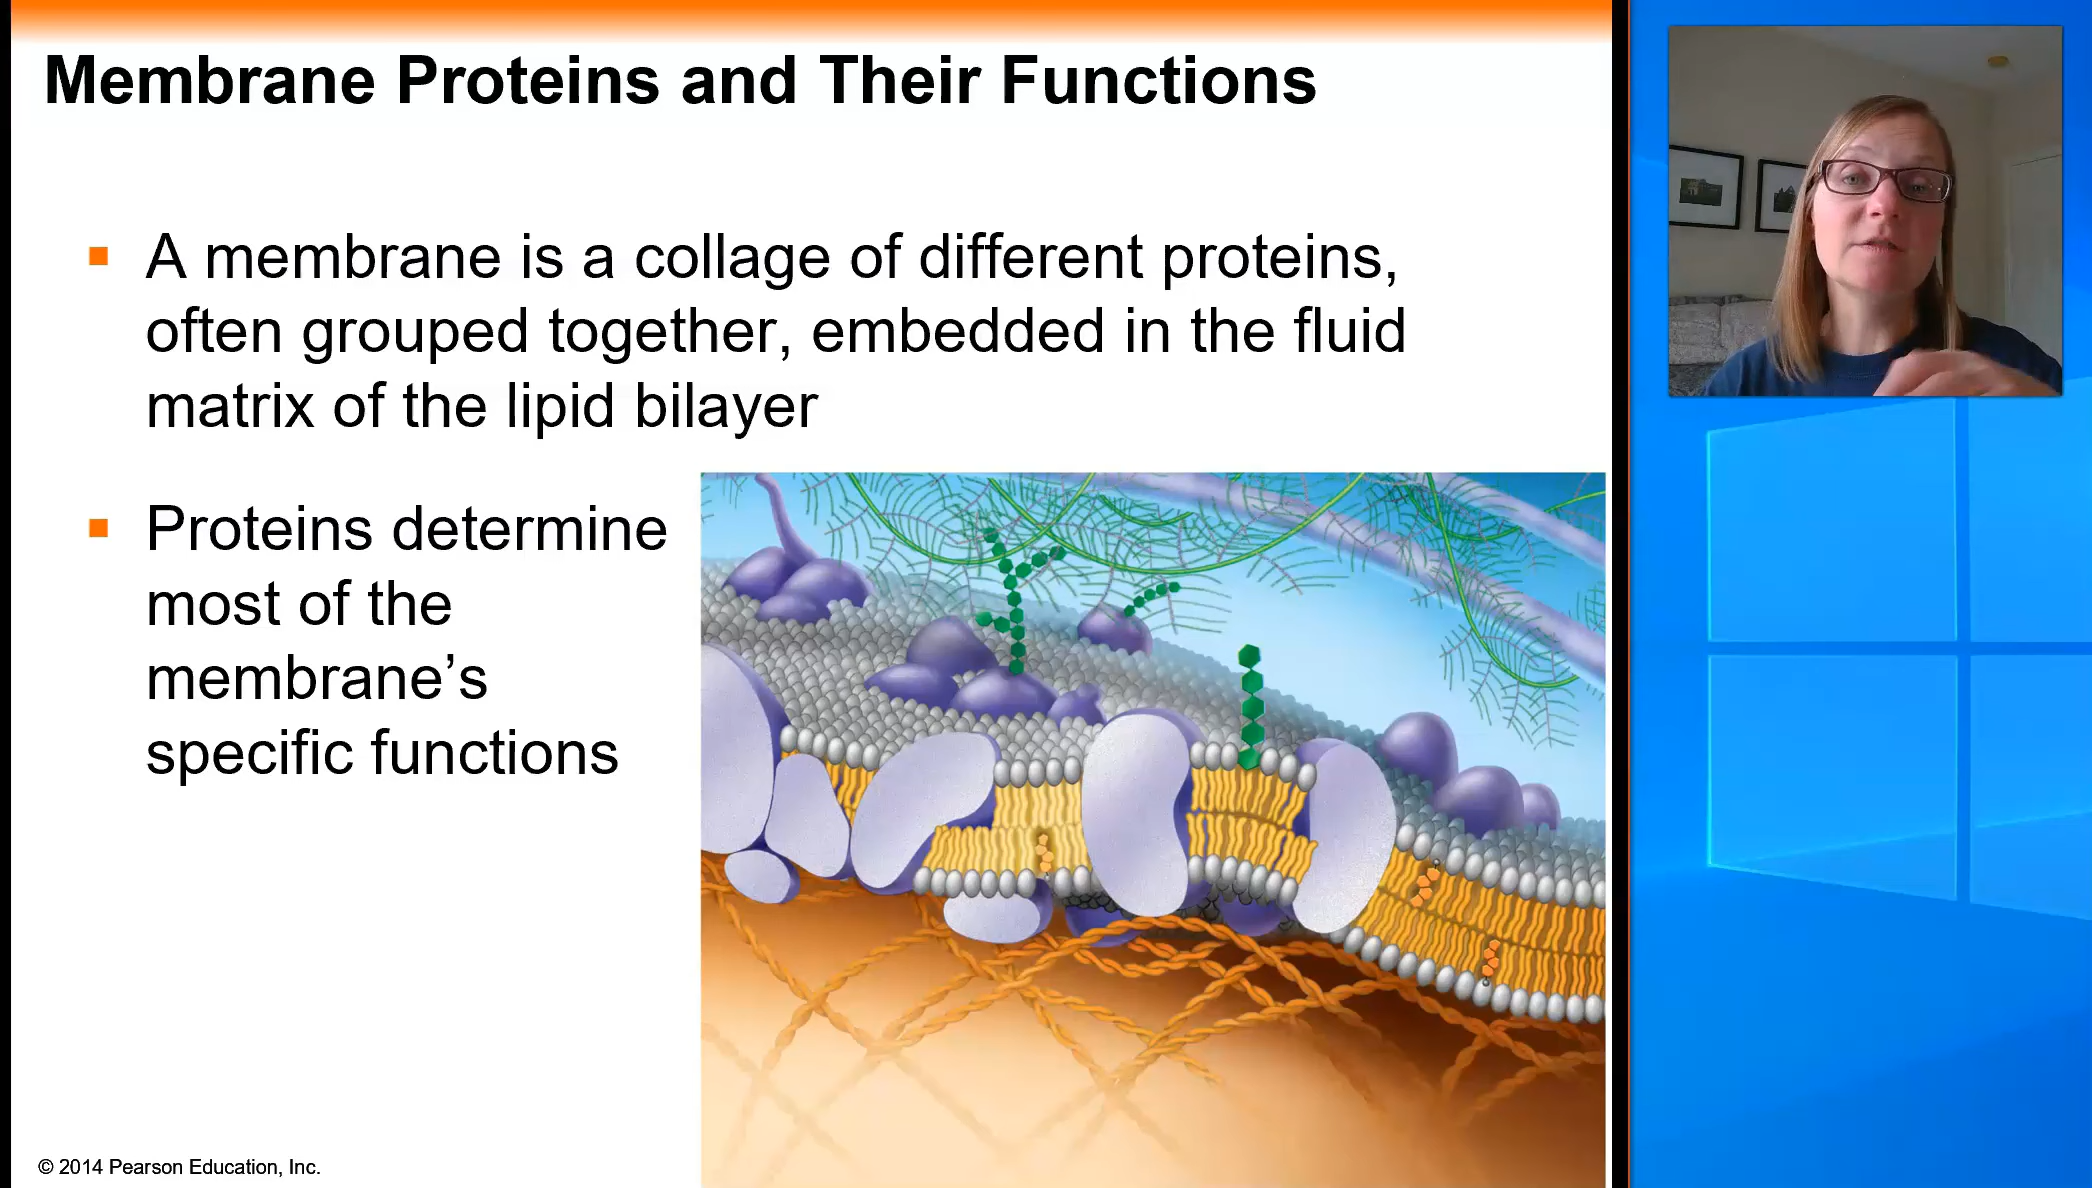 Membrane Proteins and Their Functions
A membrane is a collage of different proteins,
often grouped together, embedded in the fluid
matrix of the lipid bilayer
Proteins determine
most of the
membrane’s
specific functions
© 2014 Pearson Education, Inc.